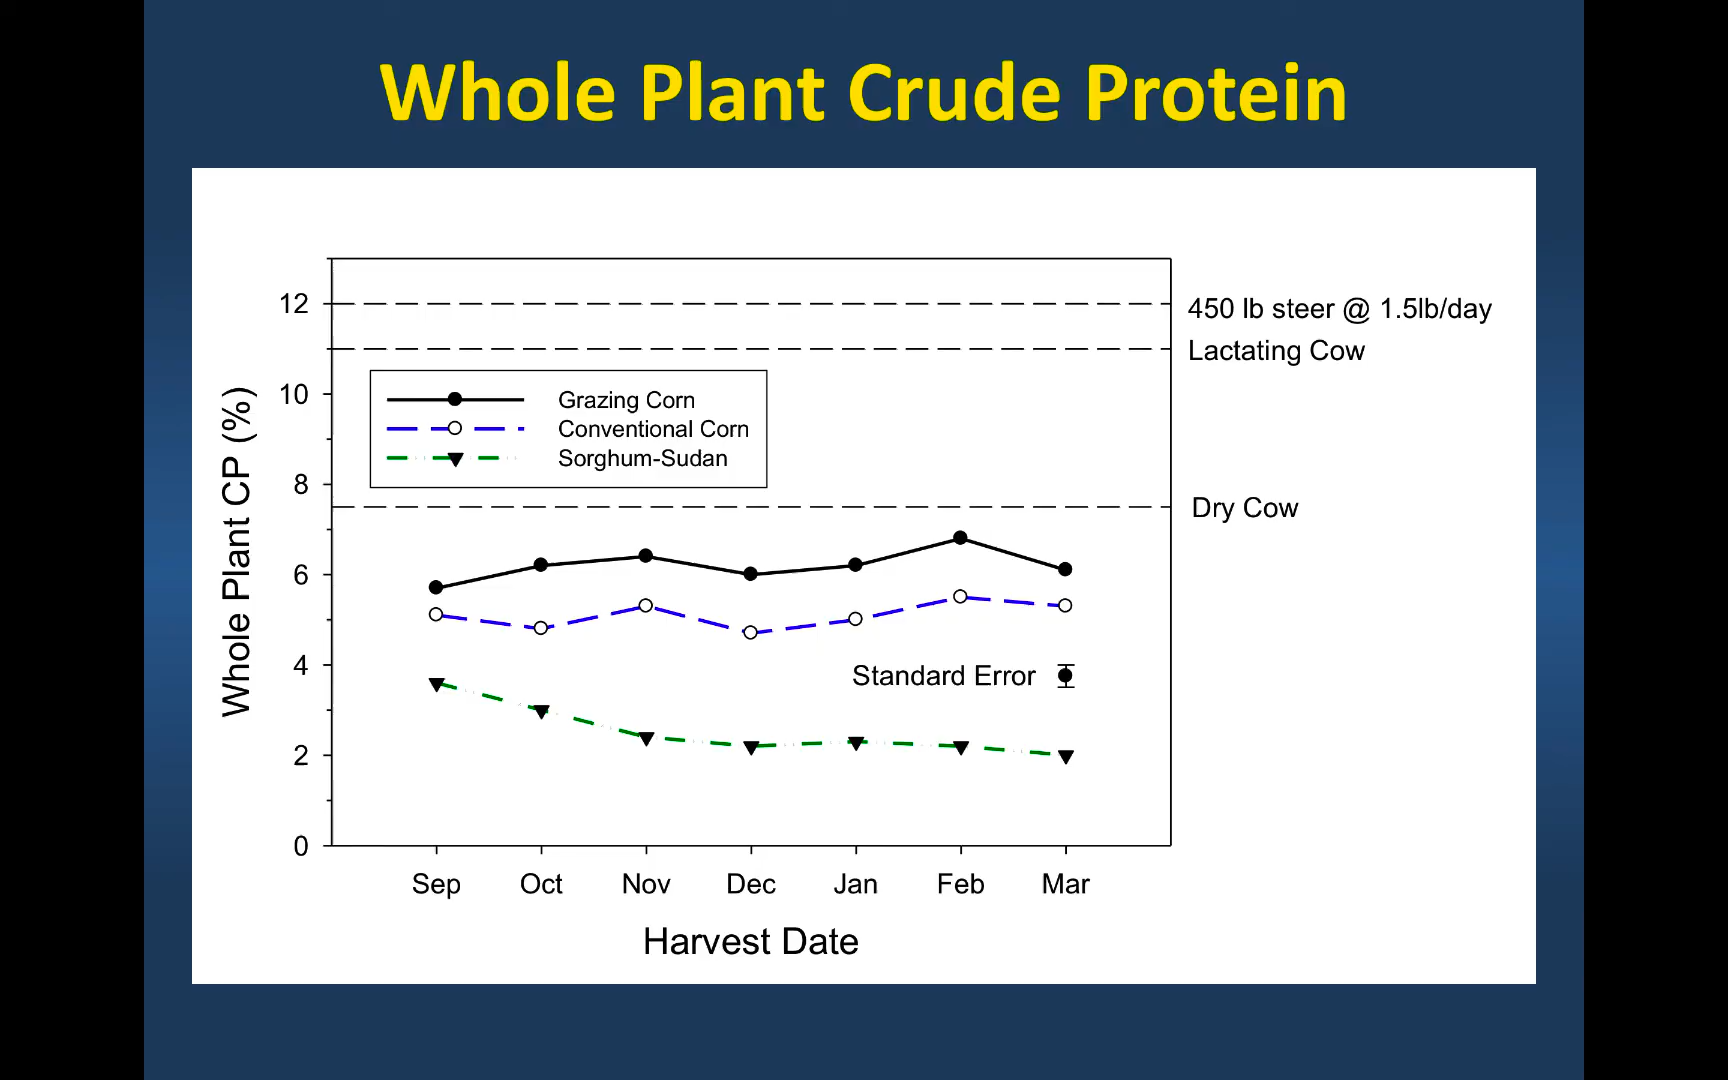 Whole Plant Crude Protein
12
450 lb steer @ 1.5lb/day
Lactating Cow
10
Grazing Corn
Conventional Corn
Sorghum-Sudan
8
Dry Cow
6
4
Standard Error
2
0
Whole Plant CP (%)
Sep Oct Nov Dec Jan Feb Mar
Harvest Date